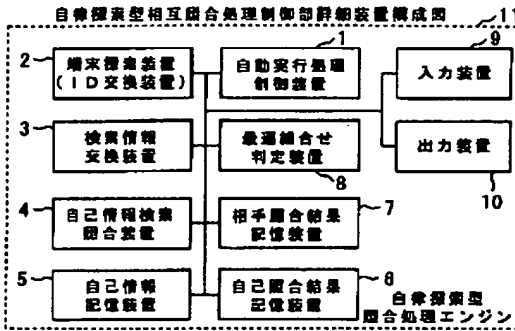 自律探索型相互照合処理制御部詳細装置構成図
11
1
9
2
端末探索装置
(ID交換装置)
自動実行処理
制御装置
入力装置
3
検索情報
交換装置
最適組合せ
判定装置
8
出力装置
10
4
自己情報検索
照合装置
相手照合結果
記憶装置
7
5
自己情報
記憶装置
自己照合結果
記憶装置
6
自律探索型
照合処理エンジン